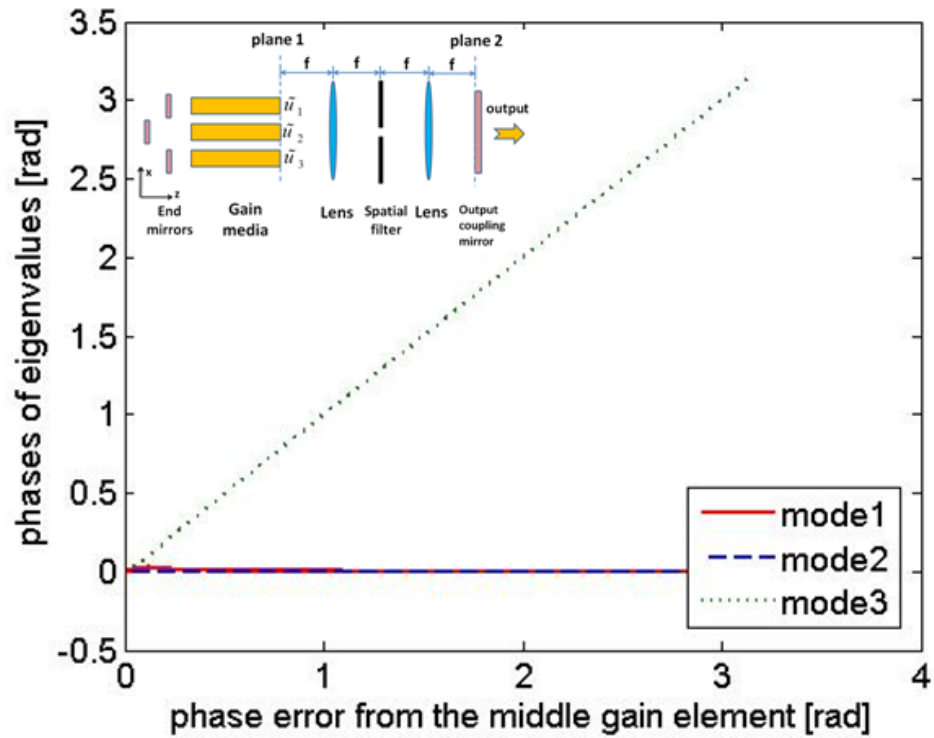 3.5
3
2.5
2
1.5
1
0.5
0
-0.5
phases of eigenvalues [rad]
plane 1
plane 2
f
f
f
f
output
ũ1
ũ2
ũ3
x
z
End
mirrors
Gain
media
Lens
Spatial
filter
Lens
Output
coupling
mirror
mode1
mode2
mode3
0
1
2
3
4
phase error from the middle gain element [rad]